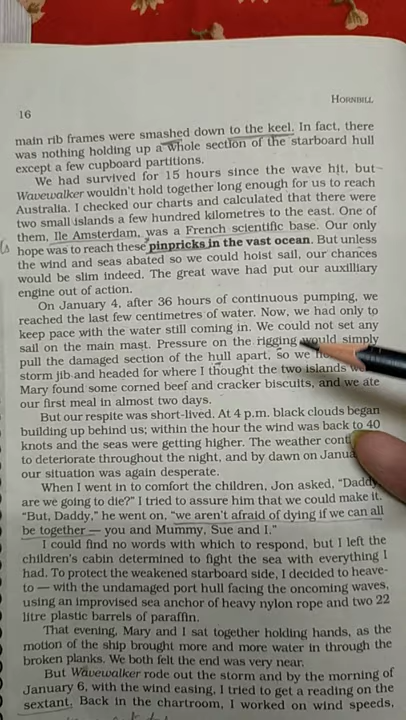 HORNBILL
16
main rib frames were smashed down to the keel. In fact, there
was nothing holding up a whole section of the starboard hull
except a few cupboard partitions.
We had survived for 15 hours since the wave hit, but
Wavewalker wouldn't hold together long enough for us to reach
Australia. I checked our charts and calculated that there were
two small islands a few hundred kilometres to the east. One of
them, Ile Amsterdam, was a French scientific base. Our only
hope was to reach these pinpricks in the vast ocean. But unless
the wind and seas abated so we could hoist sail, our chances
would be slim indeed. The great wave had put our auxilliary
engine out of action.
On January 4, after 36 hours of continuous pumping, we
reached the last few centimetres of water. Now, we had only to
keep pace with the water still coming in. We could not set any
sail on the main mast. Pressure on the rigging would simply
pull the damaged section of the hull apart, so we
storm jib and headed for where I thought the two islands
Mary found some corned beef and cracker biscuits, and we ate
our first meal in almost two days.
But our respite was short-lived. At 4 p.m. black clouds began
building up behind us; within the hour the wind was back to 40
knots and the seas were getting higher. The weather
to deteriorate throughout the night, and by dawn on
our situation was again desperate.
When I went in to comfort the children, Jon asked, "Daddy,
are we going to die?" I tried to assure him that we could make it.
"But, Daddy," he went on, "we aren't afraid of dying if we can all
be together — you and Mummy, Sue and I."
I could find no words with which to respond, but I left the
children's cabin determined to fight the sea with everything I
had. To protect the weakened starboard side, I decided to heave-
to — with the undamaged port hull facing the oncoming waves,
using an improvised sea anchor of heavy nylon rope and two 22
litre plastic barrels of paraffin.
That evening, Mary and I sat together holding hands, as the
motion of the ship brought more and more water in through the
broken planks. We both felt the end was very near.
But Wavewalker rode out the storm and by the morning of
January 6, with the wind easing, I tried to get a reading on the
sextant. Back in the chartroom, I worked on wind speeds,